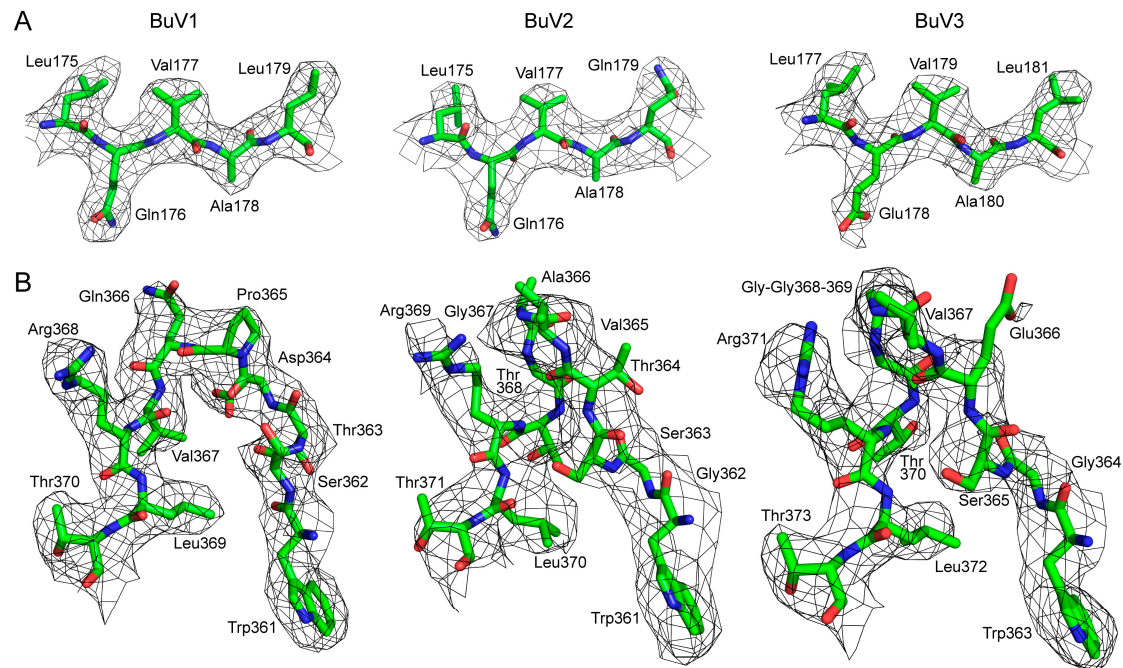 A BuV1 BuV2 BuV3
Leu175 Val177 Leu179
Gln176 Ala178
Leu175 Val177 Gln179
Gln176 Ala178
Leu177 Val179 Leu181
Glu178 Ala180
B
Gln366 Pro365
Arg368 Asp364
Thr363
Val367 Ser362
Thr370
Leu369
Trp361
Ala366
Arg369 Gly367 Val365
Thr364
Thr
368
Ser363
Gly362
Thr371
Leu370
Trp361
Gly-Gly368-369 Val367
Glu366
Arg371
Thr
370
Gly364
Ser365
Thr373
Leu372
Trp363